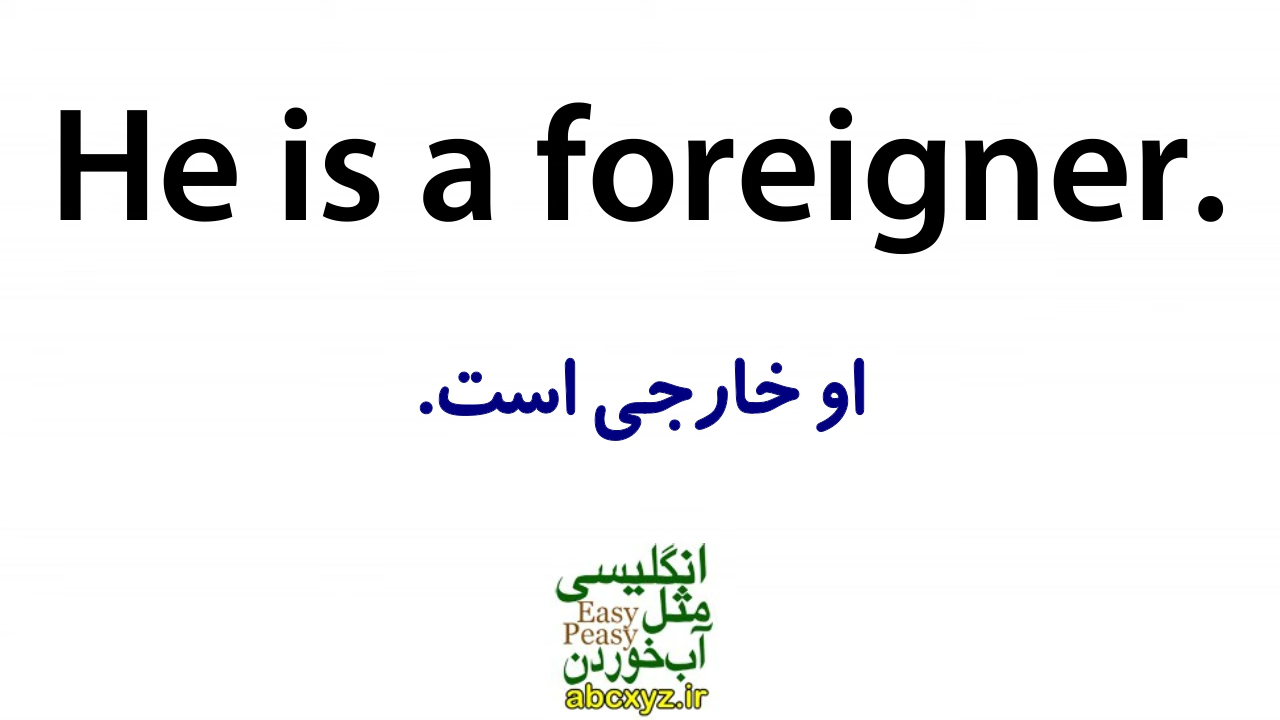 He is a foreigner.
او خارجی است.
انگلیسی
مثل Easy
Peasy
آب‌خوردن
abcxyz.ir